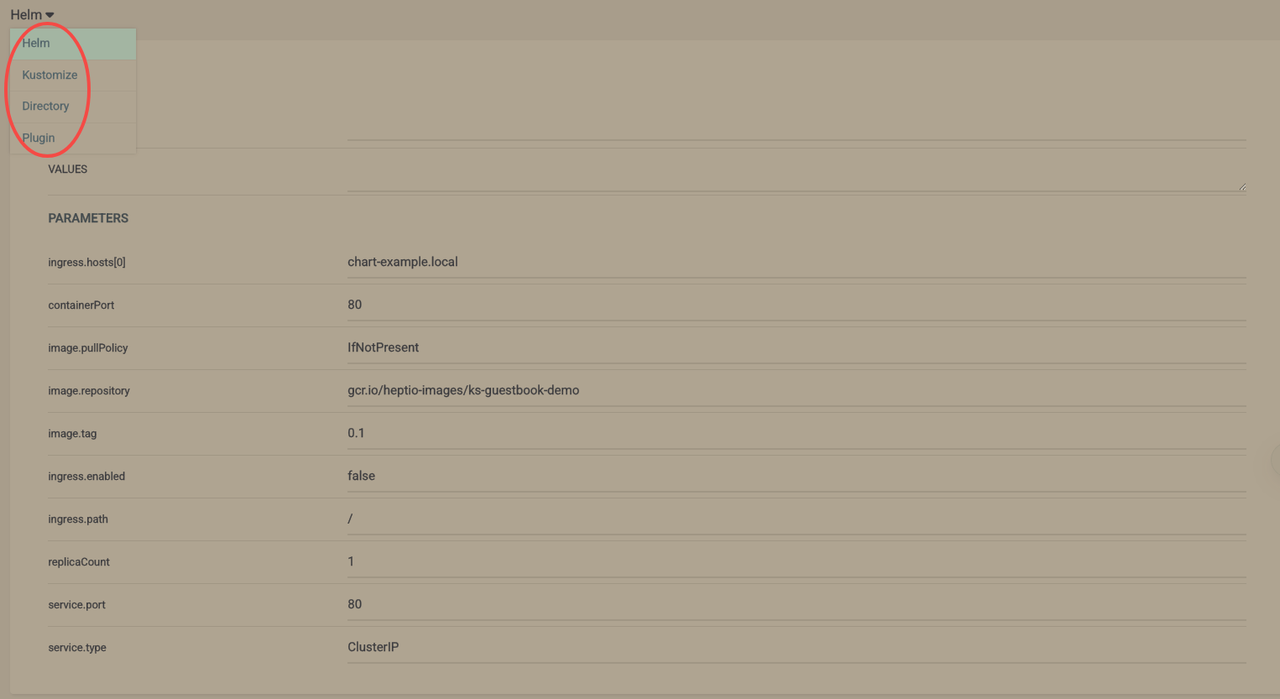 Helm
Helm
Kustomize
Directory
Plugin
VALUES
PARAMETERS
ingress.hosts[0] chart-example.local
containerPort 80
image.pullPolicy IfNotPresent
image.repository gcr.io/heptio-images/ks-guestbook-demo
image.tag 0.1
ingress.enabled false
ingress.path /
replicaCount 1
service.port 80
service.type ClusterIP